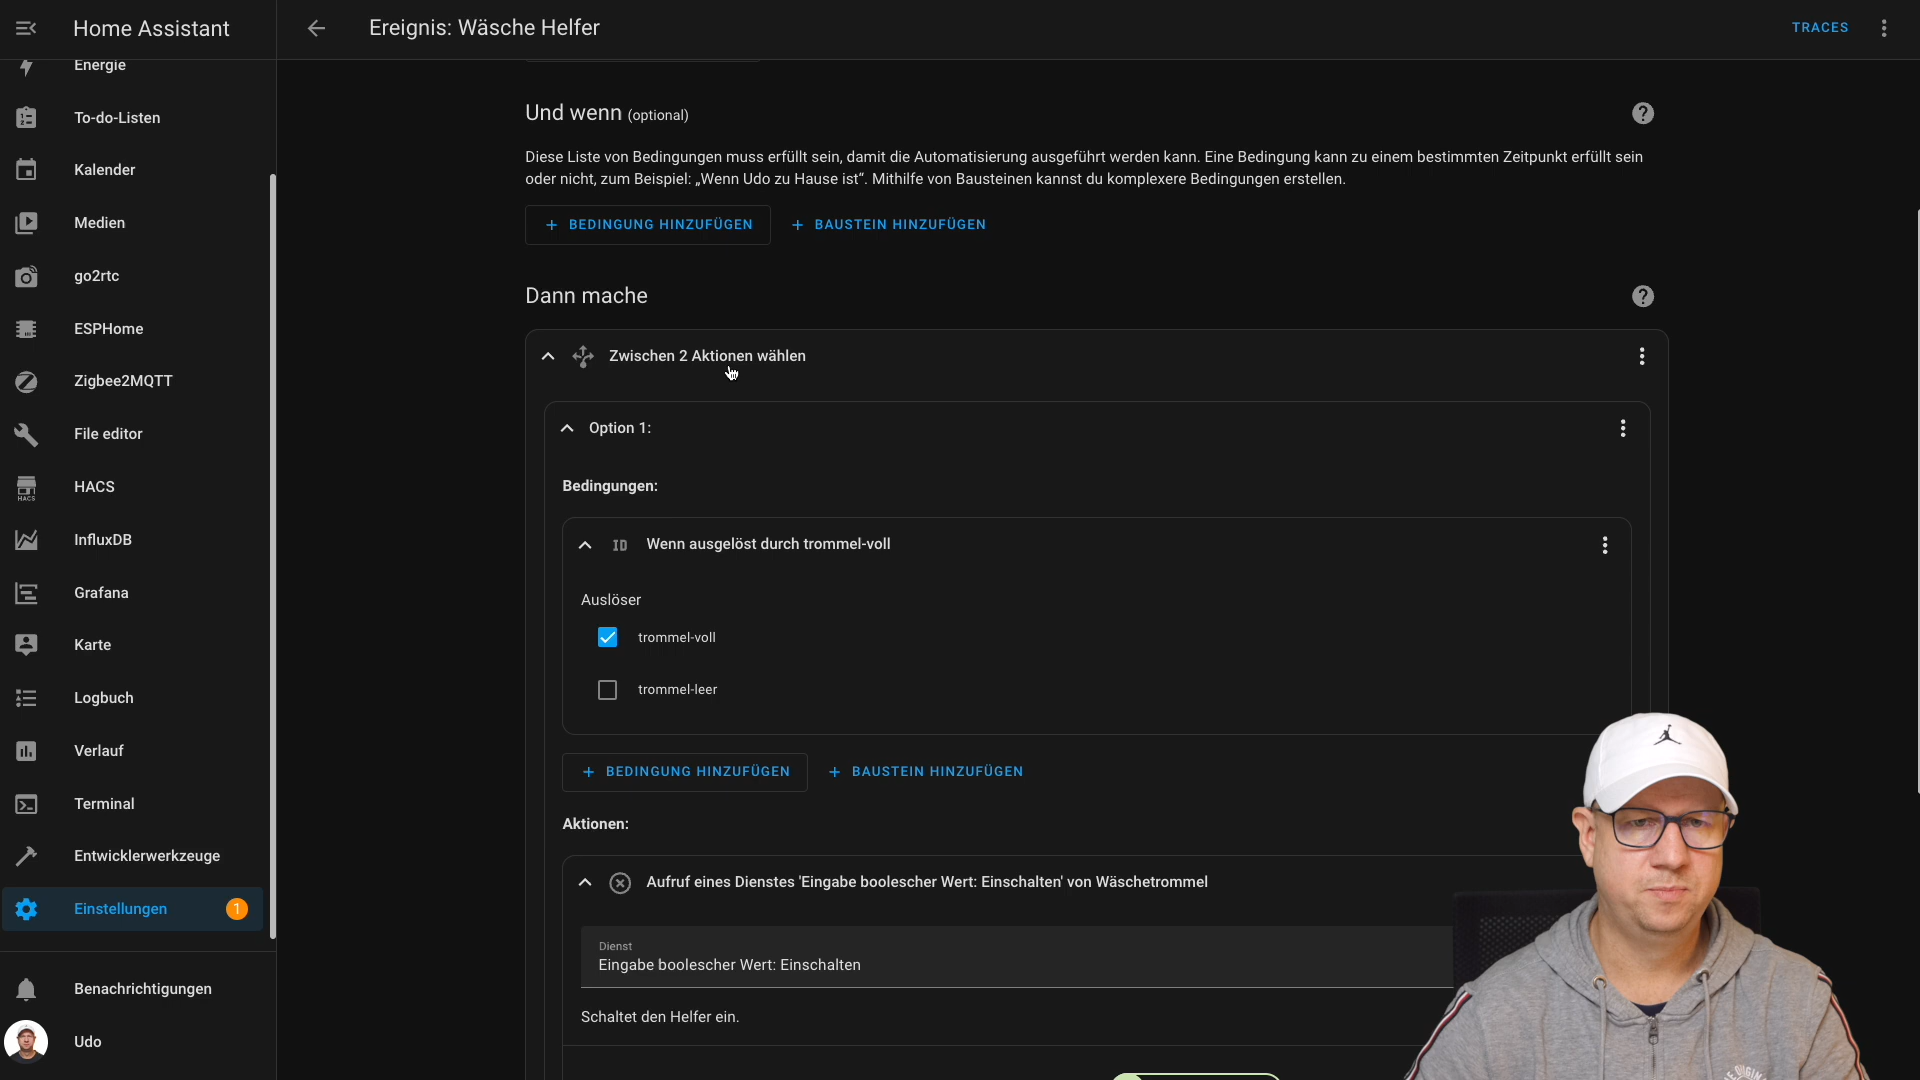 Home Assistant
Ereignis: Wäsche Helfer
TRACES
Energie
To-do-Listen
Kalender
Medien
go2rtc
ESPHome
Zigbee2MQTT
File editor
HACS
HACS
InfluxDB
Grafana
Karte
Logbuch
Verlauf
Terminal
Entwicklerwerkzeuge
Einstellungen
1
Benachrichtigungen
Udo
Und wenn (optional)
Diese Liste von Bedingungen muss erfüllt sein, damit die Automatisierung ausgeführt werden kann. Eine Bedingung kann zu einem bestimmten Zeitpunkt erfüllt sein
oder nicht, zum Beispiel: „Wenn Udo zu Hause ist“. Mithilfe von Bausteinen kannst du komplexere Bedingungen erstellen.
+ BEDINGUNG HINZUFÜGEN + BAUSTEIN HINZUFÜGEN
Dann mache
Zwischen 2 Aktionen wählen
Option 1:
Bedingungen:
ID Wenn ausgelöst durch trommel-voll
Auslöser
trommel-voll
trommel-leer
+ BEDINGUNG HINZUFÜGEN + BAUSTEIN HINZUFÜGEN
Aktionen:
Aufruf eines Dienstes 'Eingabe boolescher Wert: Einschalten' von Wäschetrommel
Dienst
Eingabe boolescher Wert: Einschalten
Schaltet den Helfer ein.